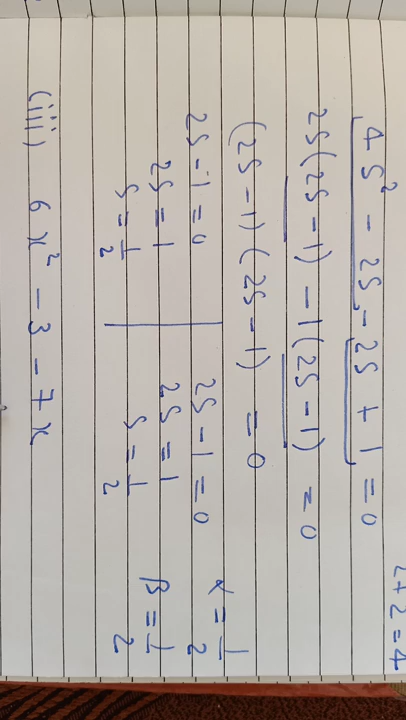 2+2=4
4s² - 2s - 2s + 1 = 0
2s(2s - 1) - 1(2s - 1) = 0
(2s - 1) (2s - 1) = 0
2s - 1 = 0 2s - 1 = 0 α = 1/2
2s = 1 2s = 1 β = 1/2
s = 1/2 s = 1/2
(iii) 6x² - 3 - 7x